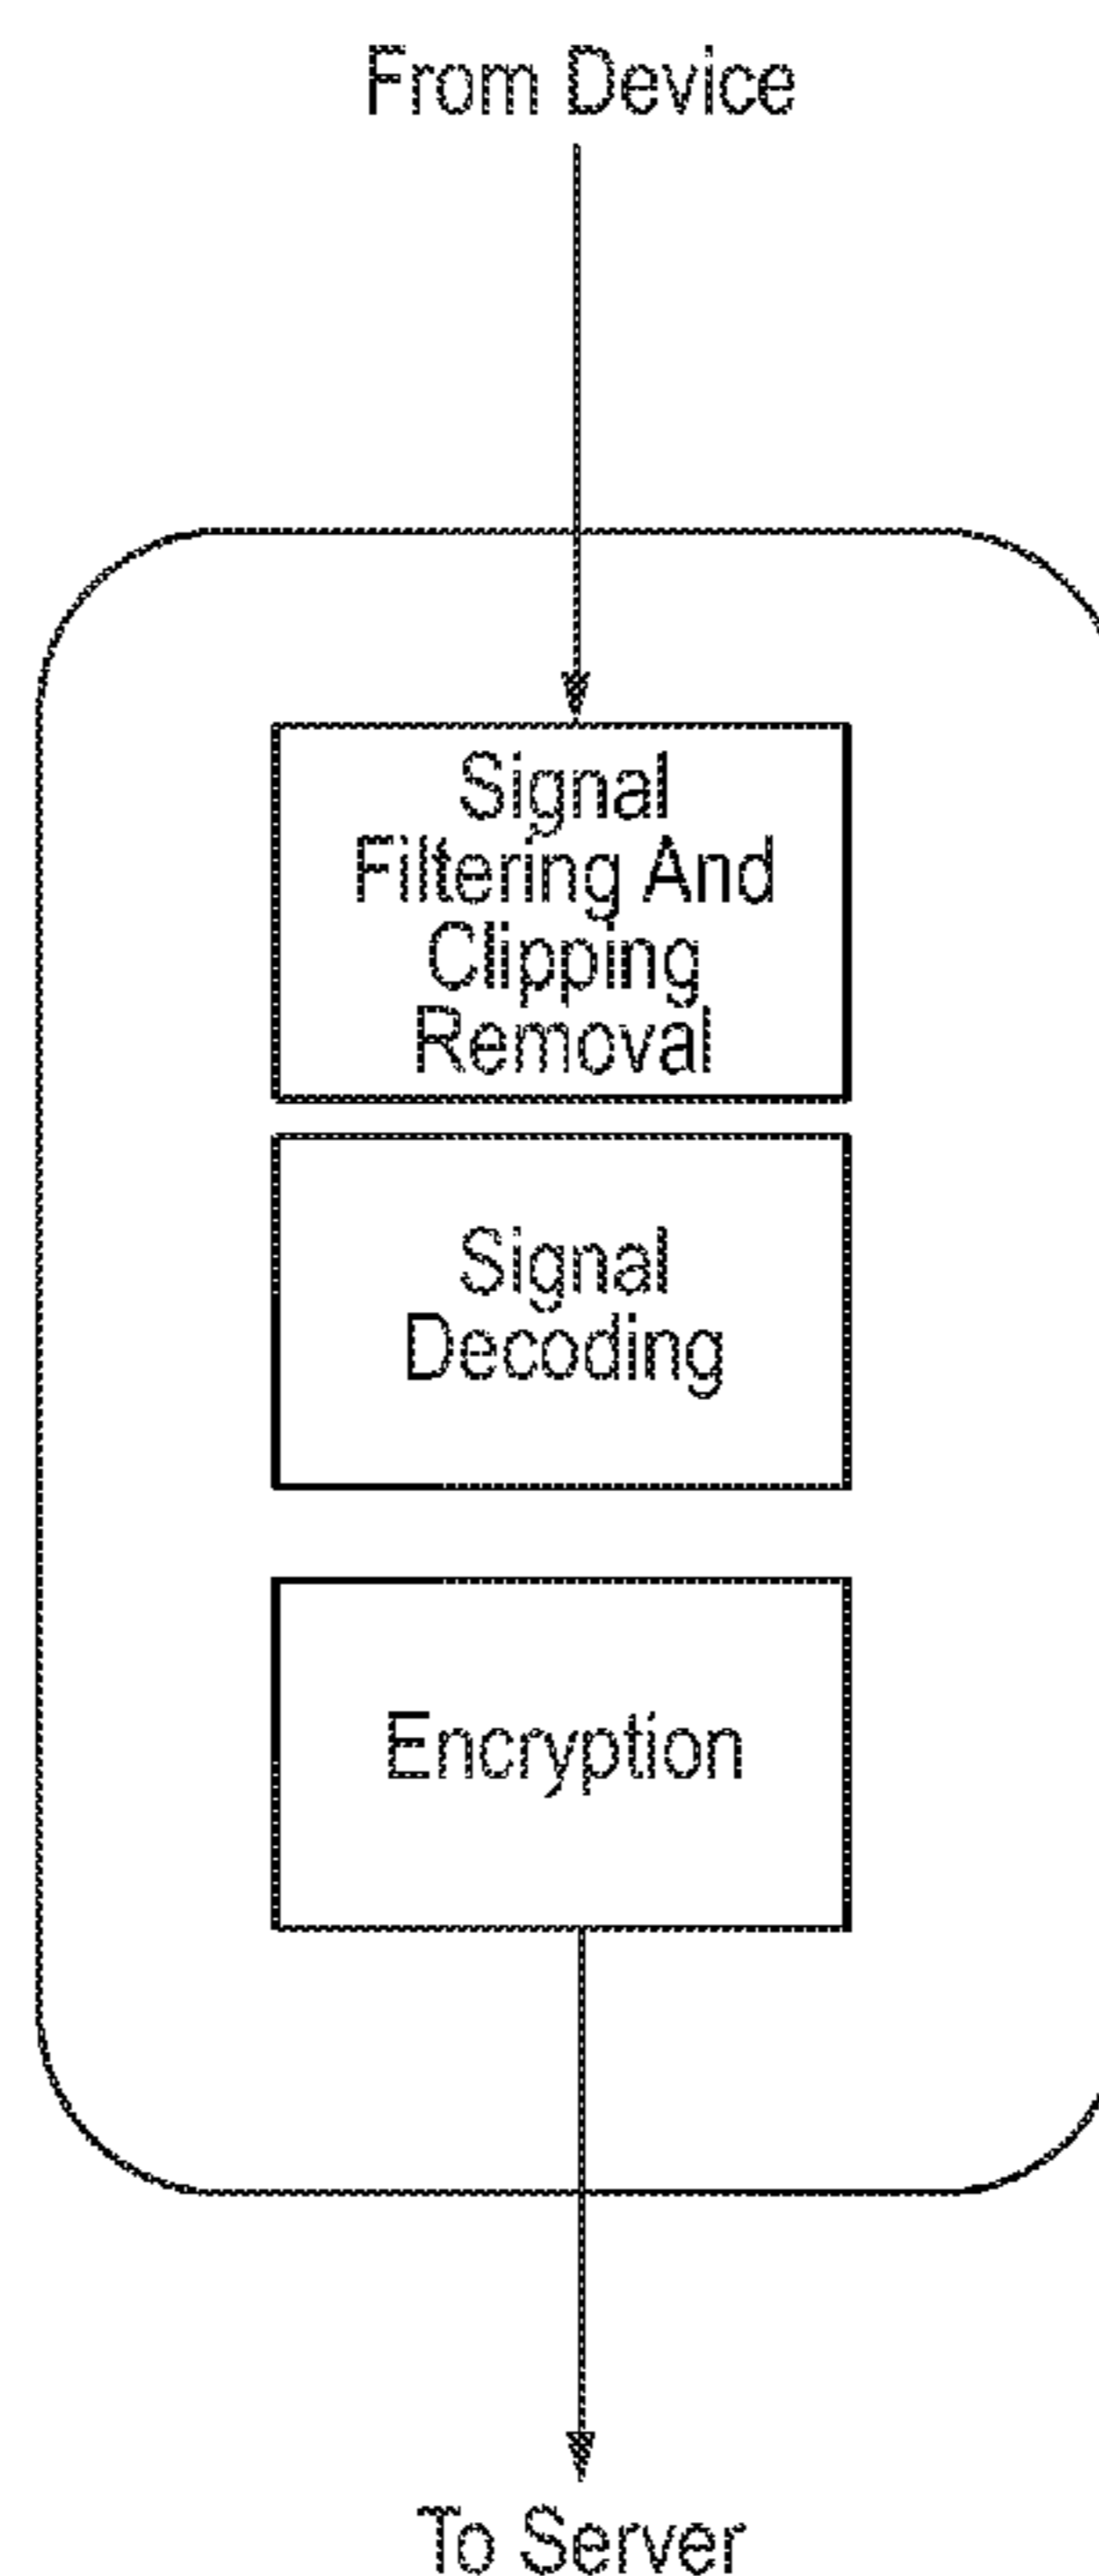 From Device
Signal
Filtering And
Clipping
Removal
Signal
Decoding
Encryption
To Server